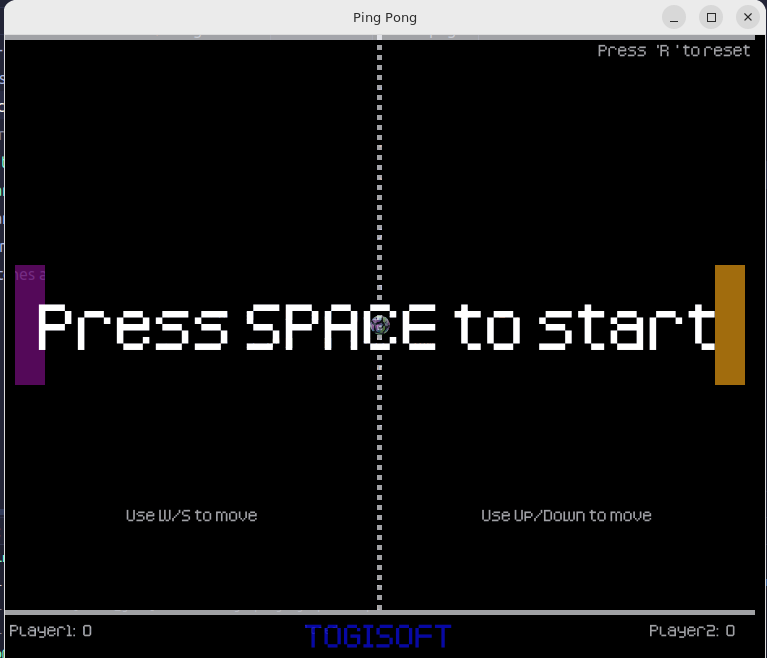 Ping Pong
Press 'R ' to reset
Press SPACE to start
Use W/S to move
Use Up/Down to move
Player1: 0
TOGISOFT
Player2: 0